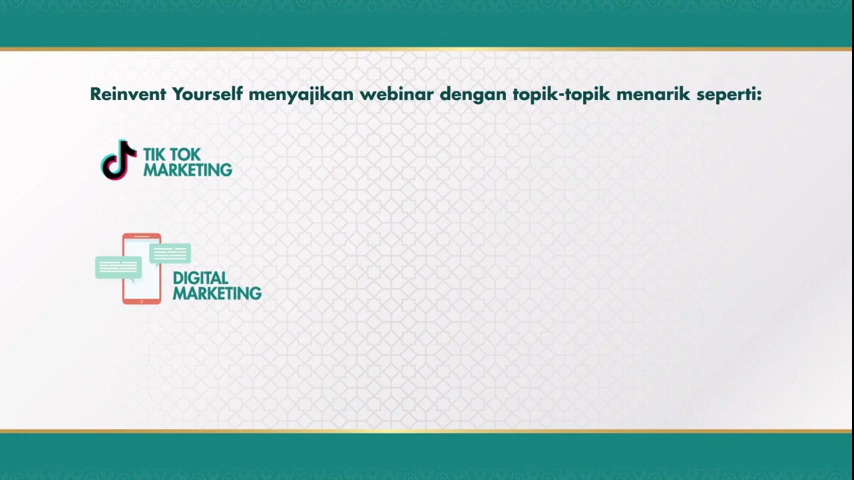 Reinvent Yourself menyajikan webinar dengan topik-topik menarik seperti:
TIK TOK
MARKETING
DIGITAL
MARKETING